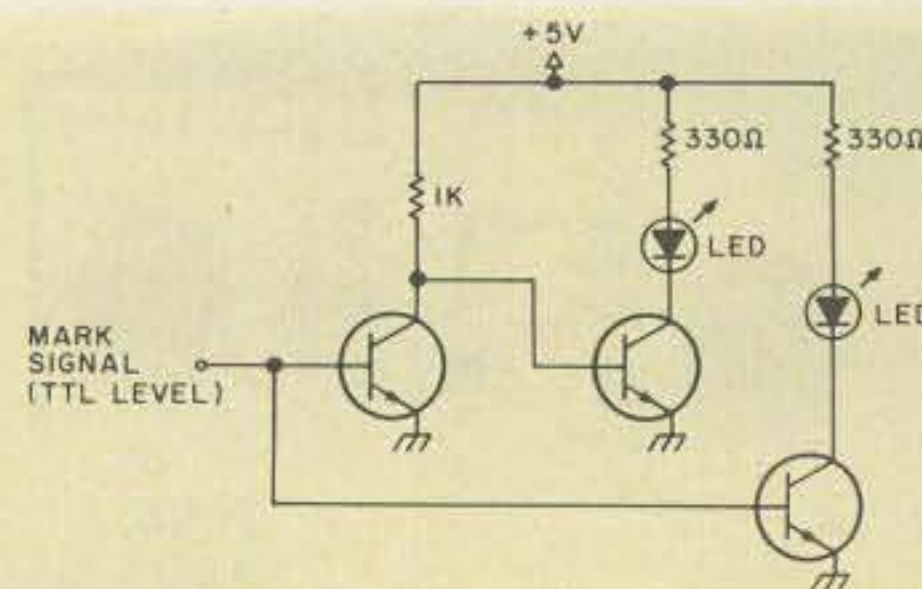 +5V
330Ω
330Ω
1K
LED
LED
MARK
SIGNAL
(TTL LEVEL)